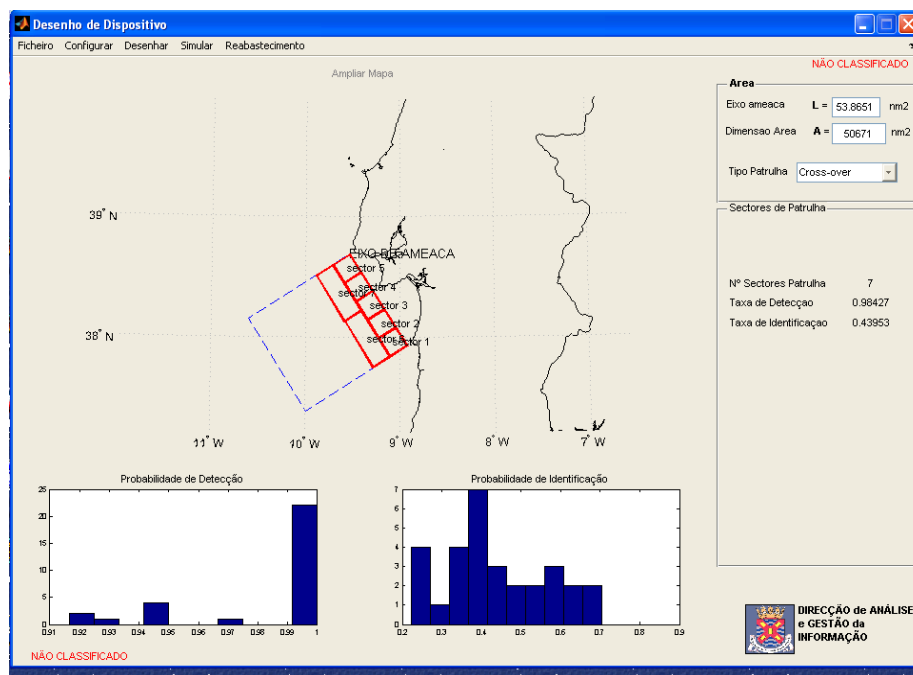 Desenho de Dispositivo
Ficheiro Configurar Desenhar Simular Reabastecimento
NÃO CLASSIFICADO
Ampliar Mapa
Area
Eixo ameaca L = 53.8651 nm2
Dimensao Area A = 50671 nm2
Tipo Patrulha Cross-over
Sectores de Patrulha
Nº Sectores Patrulha 7
Taxa de Detecçao 0.98427
Taxa de Identificaçao 0.43953
39° N
38° N
EIXO DE AMEACA
sector 5
sector 4
sector 7
sector 3
sector 2
sector 6
sector 1
11° W 10° W 9° W 8° W 7° W
Probabilidade de Detecção
25
20
15
10
5
0
0.91 0.92 0.93 0.94 0.95 0.96 0.97 0.98 0.99 1
Probabilidade de Identificação
7
6
5
4
3
2
1
0
0.2 0.3 0.4 0.5 0.6 0.7 0.8 0.9
DIRECÇÃO de ANÁLISE
e GESTÃO da
INFORMAÇÃO
NÃO CLASSIFICADO